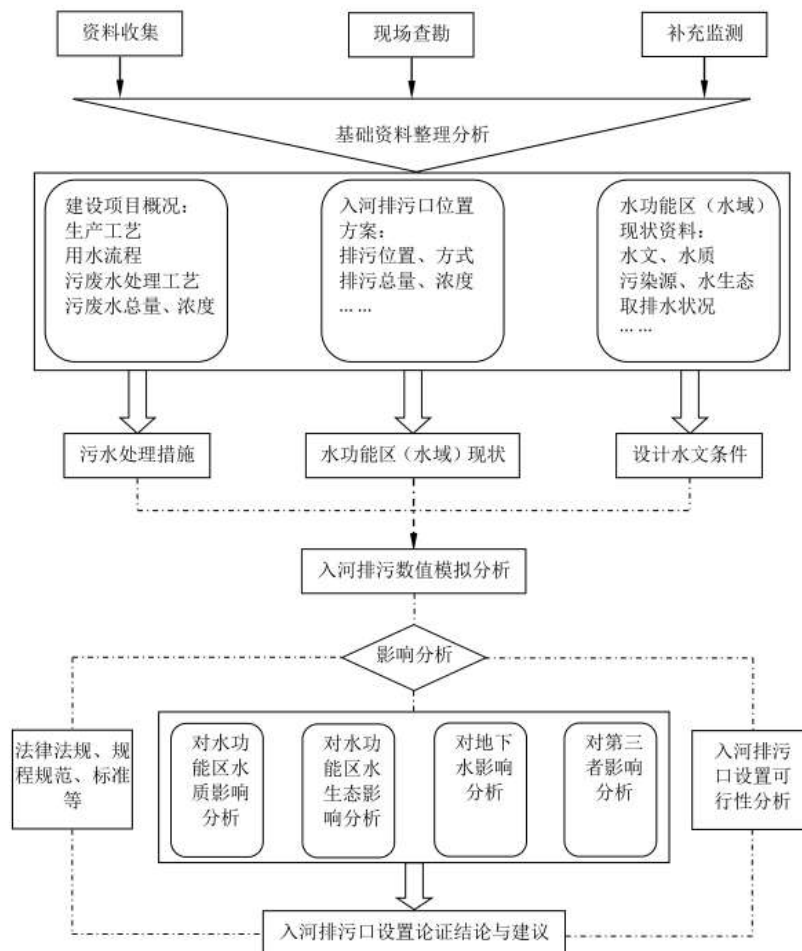 资料收集
现场查勘
补充监测
基础资料整理分析
建设项目概况：
生产工艺
用水流程
污废水处理工艺
污废水总量、浓度
入河排污口位置
方案：
排污位置、方式
排污总量、浓度
……
水功能区（水域）
现状资料：
水文、水质
污染源、水生态
取排水状况
……
污水处理措施
水功能区（水域）现状
设计水文条件
入河排污数值模拟分析
影响分析
法律法规、规
程规范、标准
等
对水功
能区水
质影响
分析
对水功
能区水
生态影
响分析
对地下
水影响
分析
对第三
者影响
分析
入河排污
口设置可
行性分析
入河排污口设置论证结论与建议